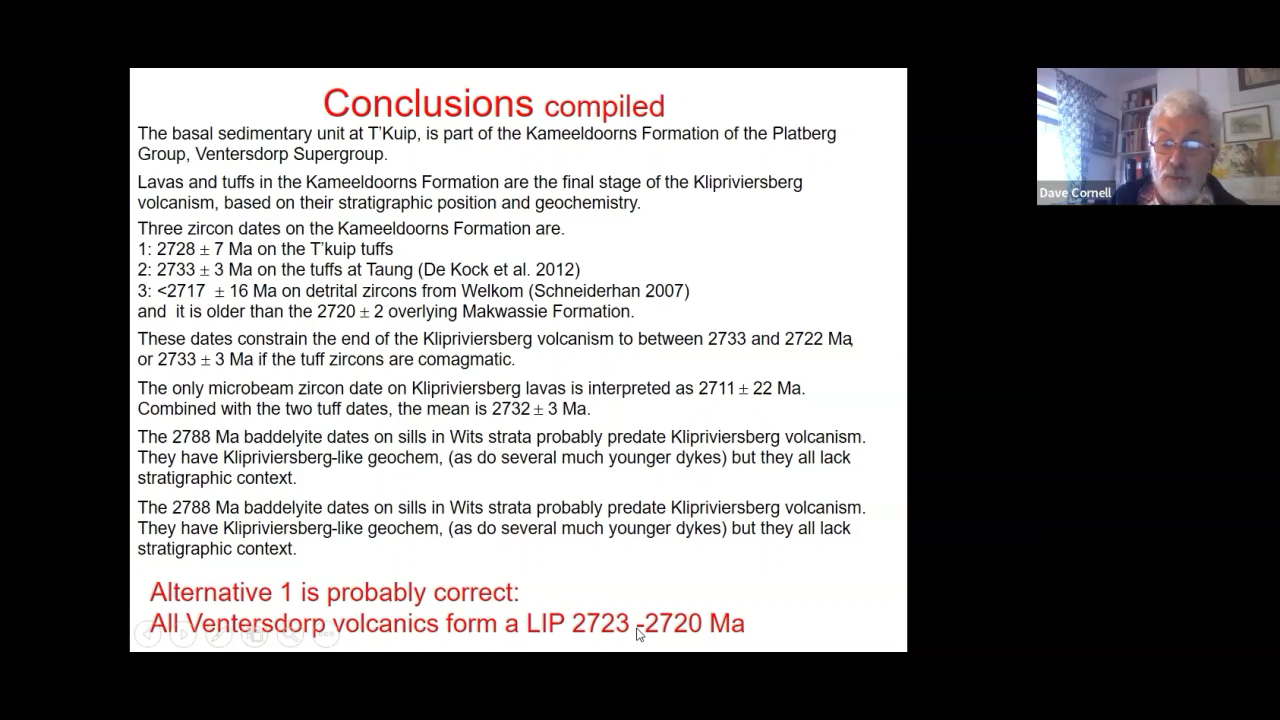 Conclusions compiled
The basal sedimentary unit at T'Kuip, is part of the Kameeldoorns Formation of the Platberg
Group, Ventersdorp Supergroup.
Lavas and tuffs in the Kameeldoorns Formation are the final stage of the Klipriviersberg
volcanism, based on their stratigraphic position and geochemistry.
Three zircon dates on the Kameeldoorns Formation are.
1: 2728 ± 7 Ma on the T'kuip tuffs
2: 2733 ± 3 Ma on the tuffs at Taung (De Kock et al. 2012)
3: <2717 ± 16 Ma on detrital zircons from Welkom (Schneiderhan 2007)
and it is older than the 2720 ± 2 overlying Makwassie Formation.
These dates constrain the end of the Klipriviersberg volcanism to between 2733 and 2722 Ma,
or 2733 ± 3 Ma if the tuff zircons are comagmatic.
The only microbeam zircon date on Klipriviersberg lavas is interpreted as 2711 ± 22 Ma.
Combined with the two tuff dates, the mean is 2732 ± 3 Ma.
The 2788 Ma baddelyite dates on sills in Wits strata probably predate Klipriviersberg volcanism.
They have Klipriviersberg-like geochem, (as do several much younger dykes) but they all lack
stratigraphic context.
The 2788 Ma baddelyite dates on sills in Wits strata probably predate Klipriviersberg volcanism.
They have Klipriviersberg-like geochem, (as do several much younger dykes) but they all lack
stratigraphic context.
Alternative 1 is probably correct:
All Ventersdorp volcanics form a LIP 2723 -2720 Ma
Dave Cornell